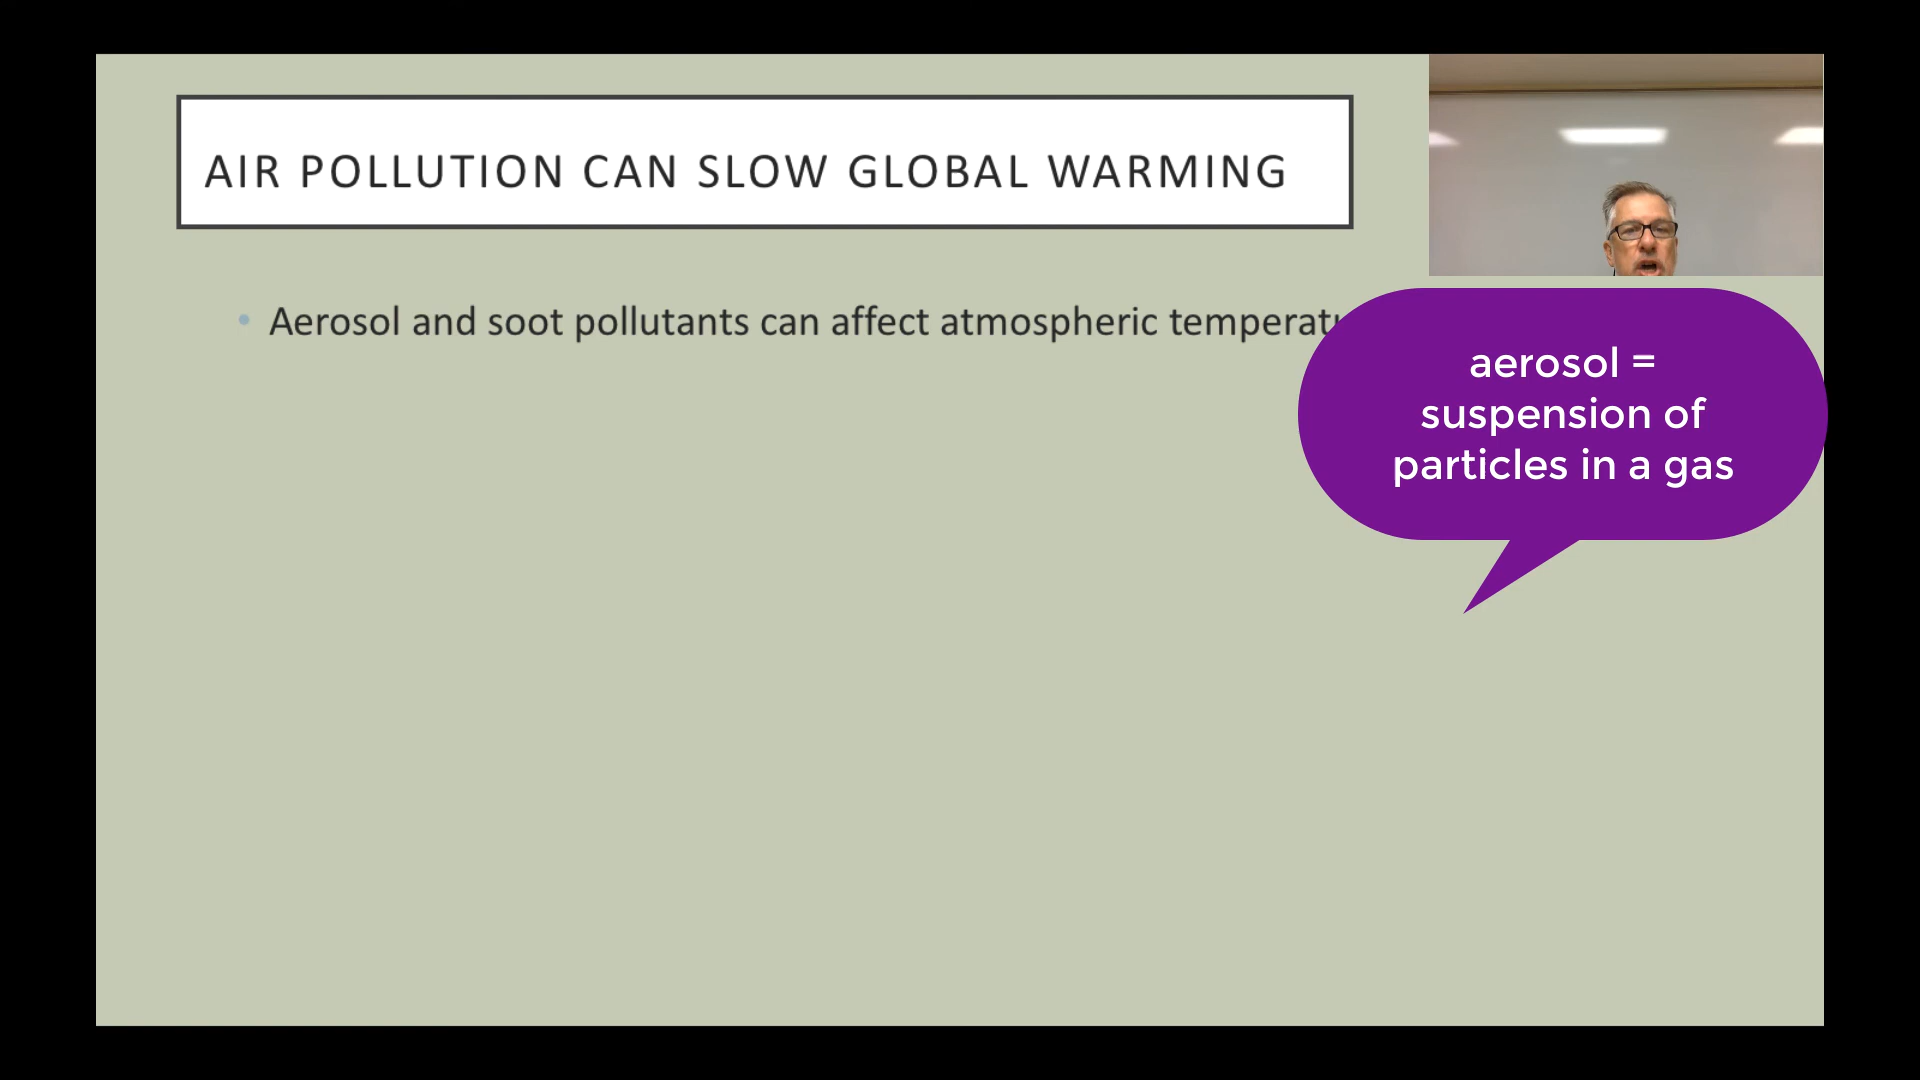 AIR POLLUTION CAN SLOW GLOBAL WARMING
• Aerosol and soot pollutants can affect atmospheric
aerosol =
suspension of
particles in a gas